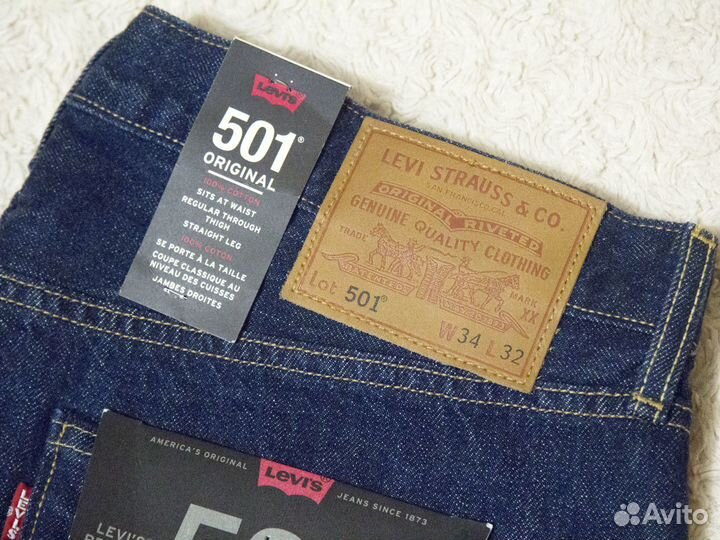 Levi's
501®
ORIGINAL
100% COTTON
SITS AT WAIST
REGULAR THROUGH
THIGH
STRAIGHT LEG
100% COTON
SE PORTE À LA TAILLE
COUPE CLASSIQUE AU
NIVEAU DES CUISSES
JAMBES DROITES
LEVI STRAUSS & CO
SAN FRANCISCO, CAL.
ORIGINAL RIVETED
GENUINE QUALITY CLOTHING
TRADE MARK
PATENTED
Lot 501® XX
W 34 L 32
AMERICA'S ORIGINAL
Levi's
JEANS SINCE 1873
LEVI'S
LEVI'S
Avito